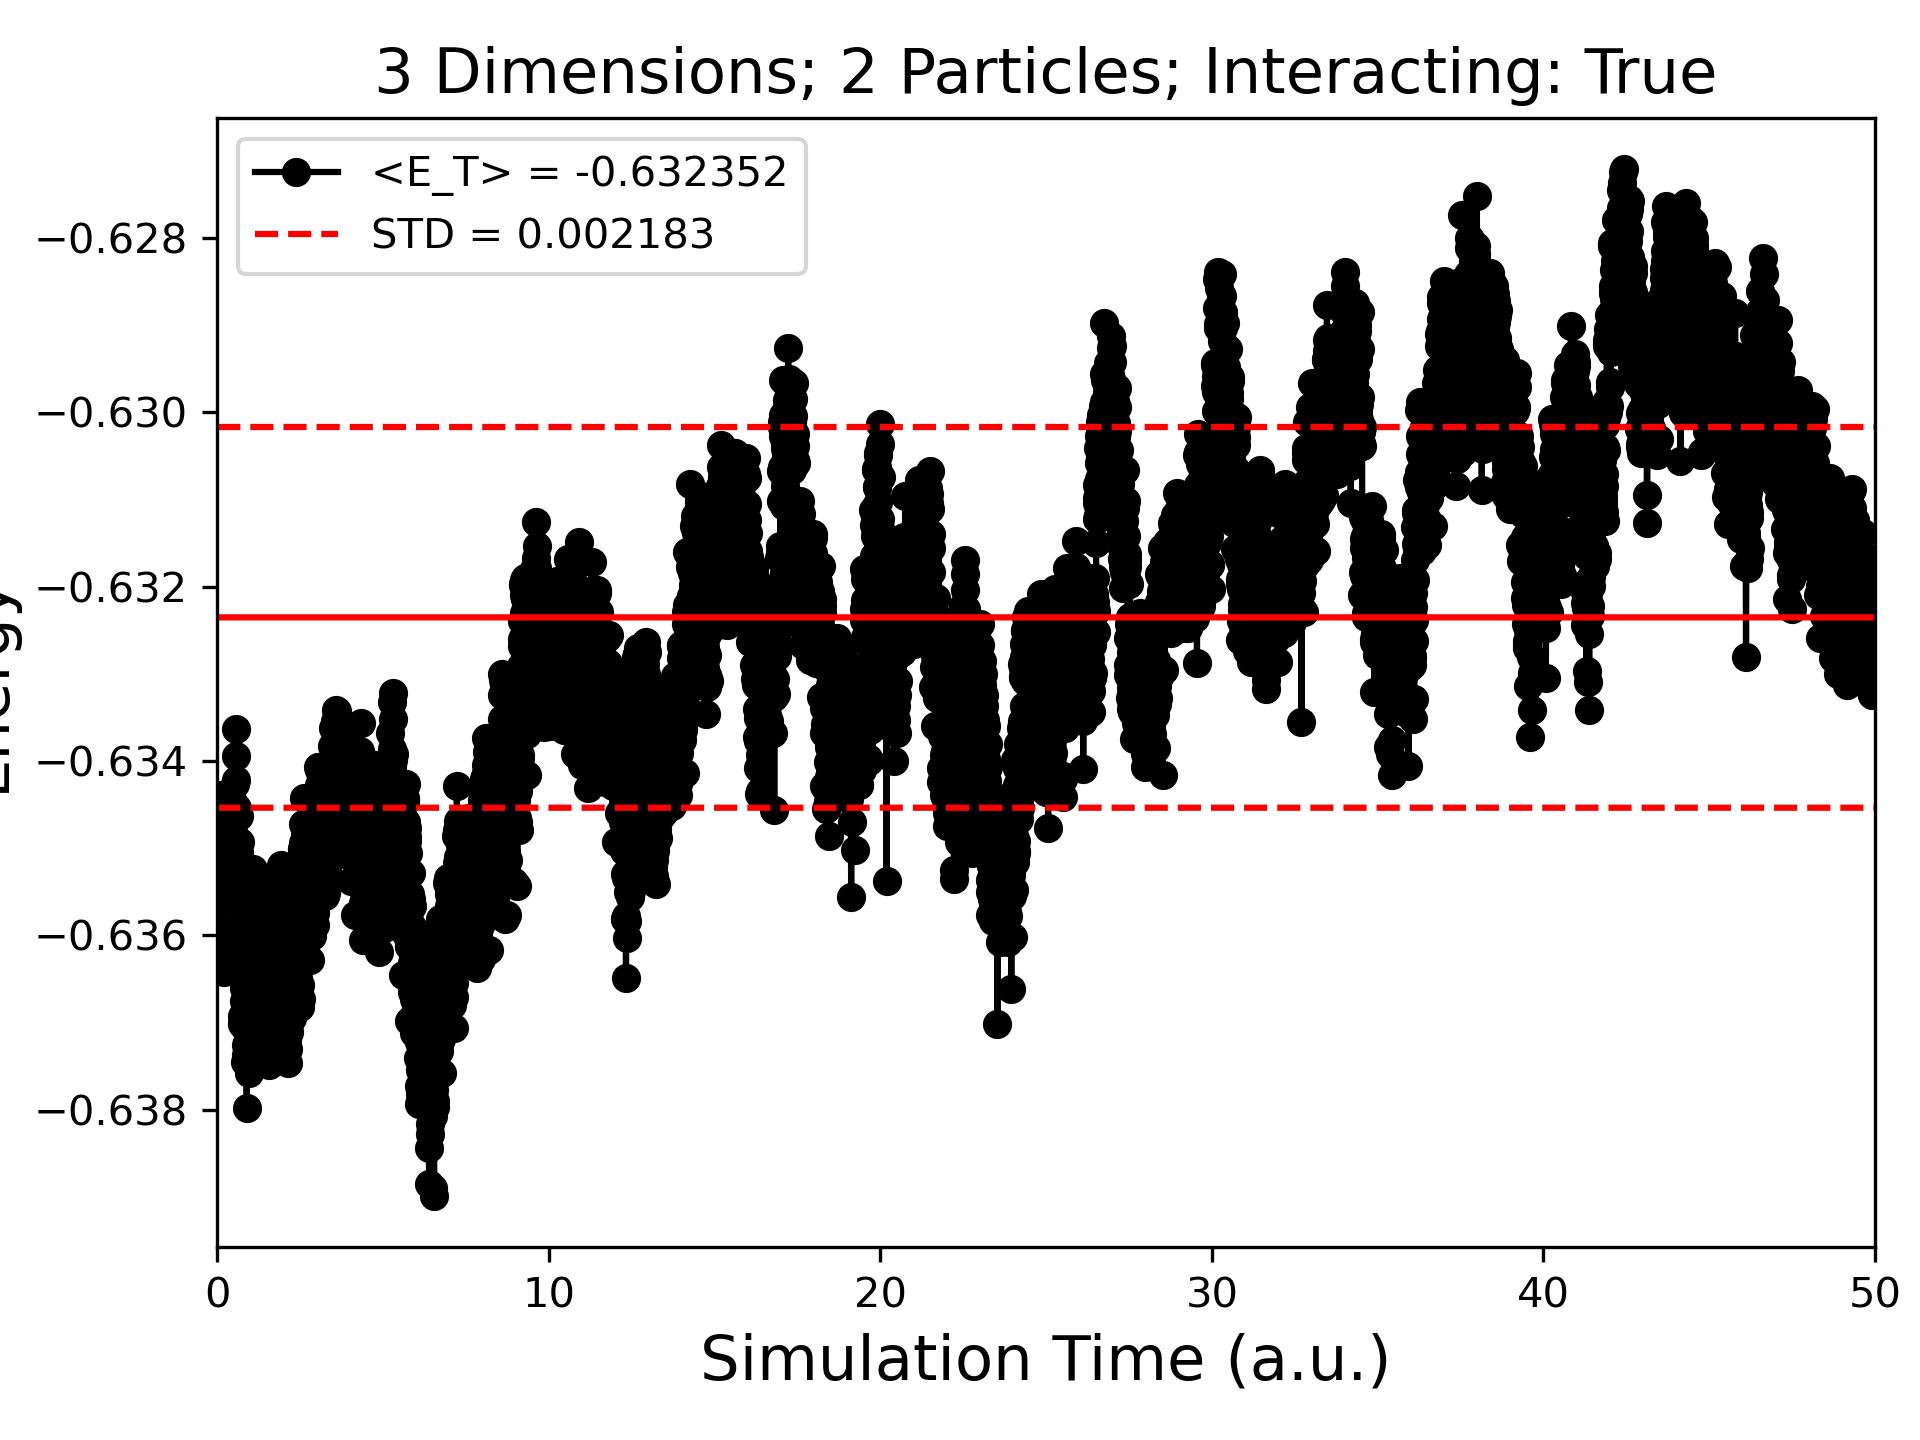 3 Dimensions; 2 Particles; Interacting: True
<E_T> = -0.632352
STD = 0.002183
−0.628
−0.630
−0.632
−0.634
−0.636
−0.638
Energy
0 10 20 30 40 50
Simulation Time (a.u.)